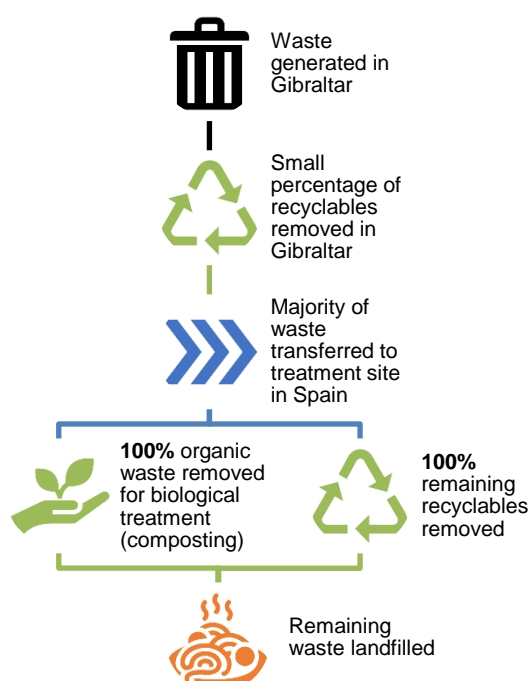 Waste
generated in
Gibraltar
Small
percentage of
recyclables
removed in
Gibraltar
Majority of
waste
transferred to
treatment site
in Spain
100% organic
waste removed
for biological
treatment
(composting)
100%
remaining
recyclables
removed
Remaining
waste landfilled